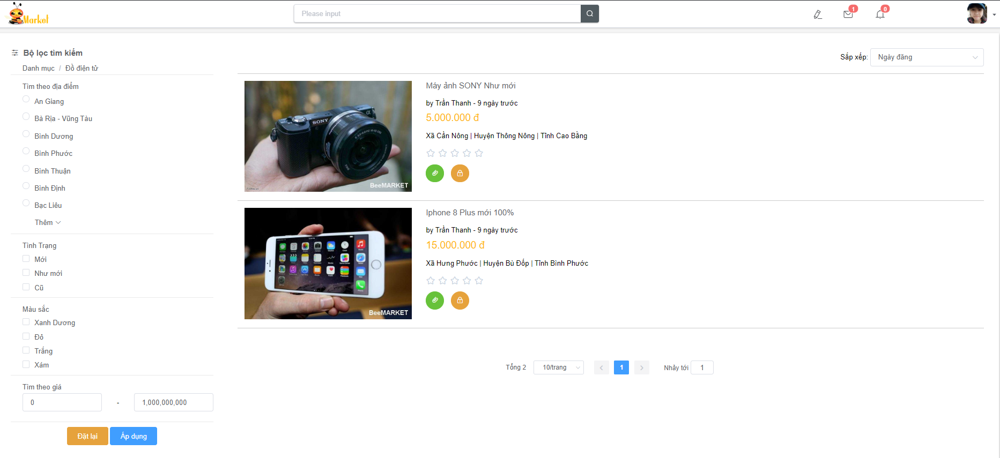 Market
Please input
1
0
Bộ lọc tìm kiếm
Danh mục / Đồ điện tử
Tìm theo địa điểm
An Giang
Bà Rịa - Vũng Tàu
Bình Dương
Bình Phước
Bình Thuận
Bình Định
Bạc Liêu
Thêm
Tình Trạng
Mới
Như mới
Cũ
Màu sắc
Xanh Dương
Đỏ
Trắng
Xám
Tìm theo giá
0 - 1,000,000,000
Đặt lại Áp dụng
Sắp xếp: Ngày đăng
SONY
BeeMARKET
Máy ảnh SONY Như mới
by Trần Thanh - 9 ngày trước
5.000.000 đ
Xã Cần Nông | Huyện Thông Nông | Tỉnh Cao Bằng
BeeMARKET
Iphone 8 Plus mới 100%
by Trần Thanh - 9 ngày trước
15.000.000 đ
Xã Hưng Phước | Huyện Bù Đốp | Tỉnh Bình Phước
Tổng 2 10/trang 1 Nhảy tới 1